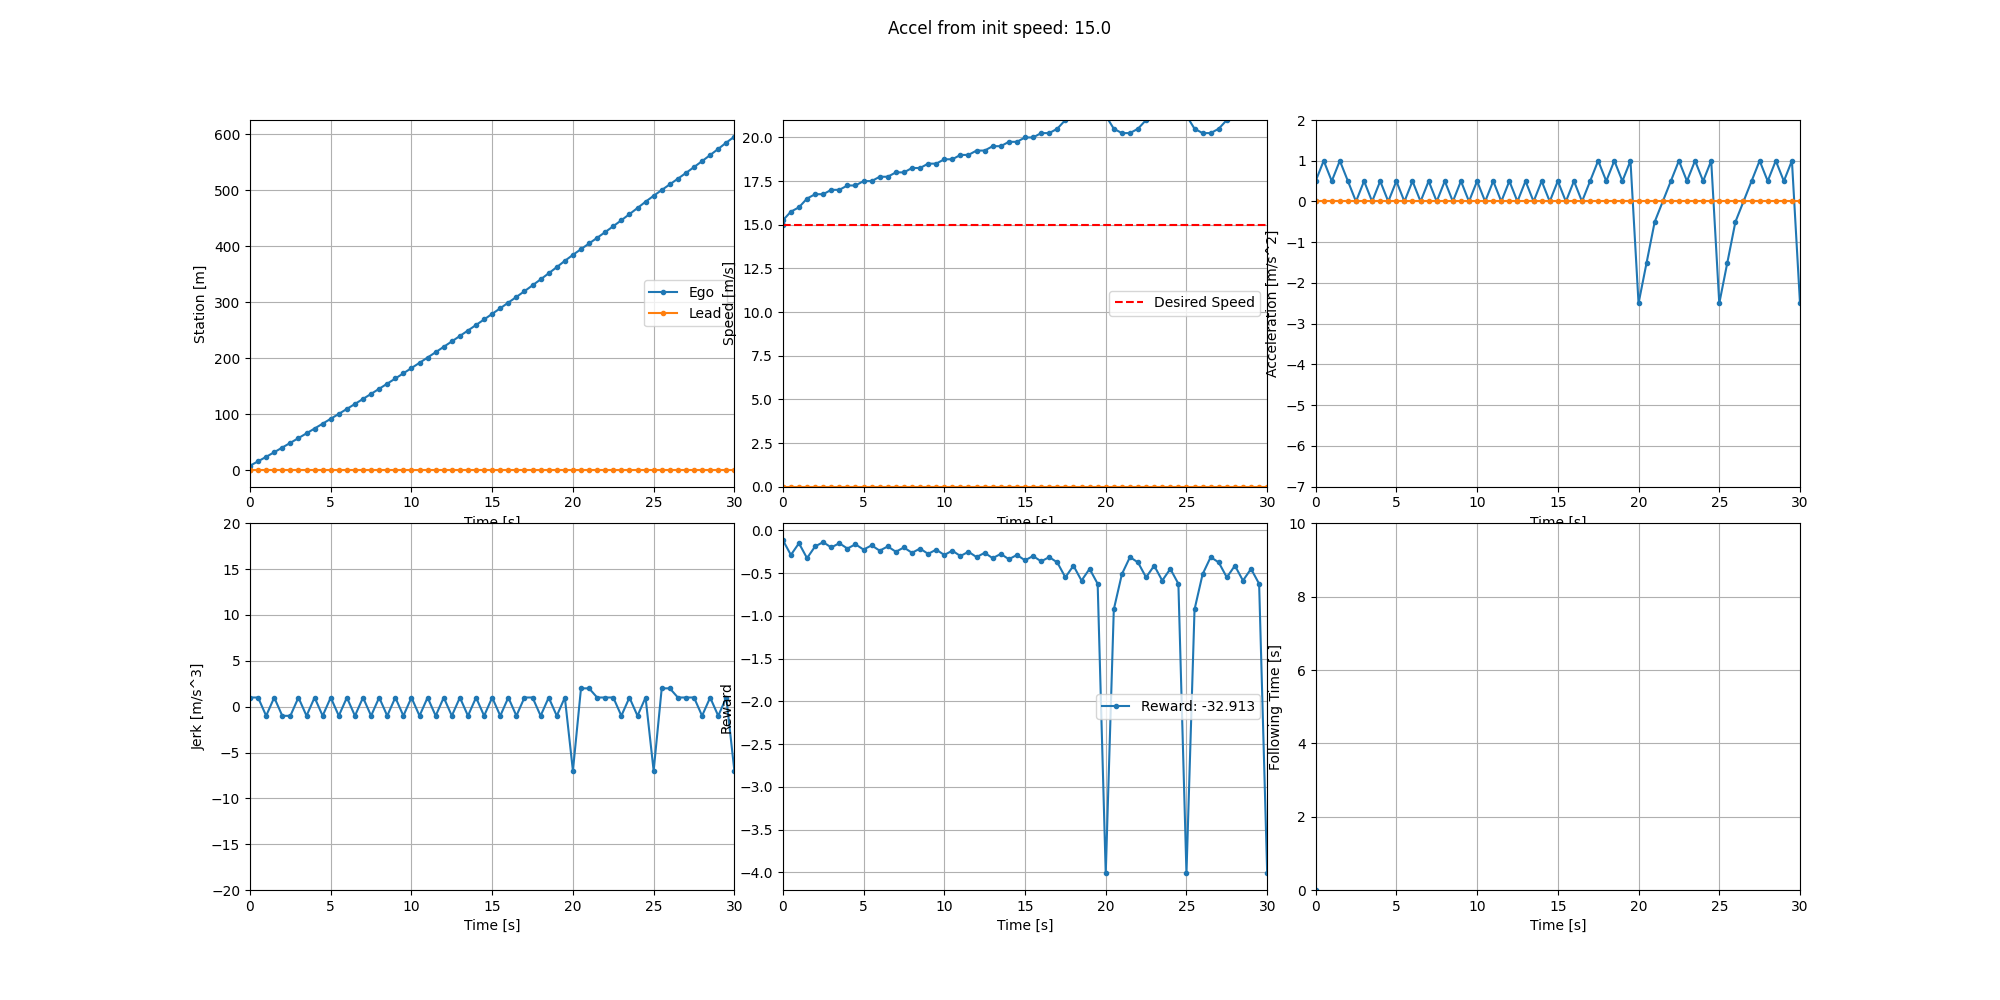 Accel from init speed: 15.0
600
500
400
300
200
100
0
Station [m]
Ego
Lead
0 5 10 15 20 25 30
Time [s]
20.0
17.5
15.0
12.5
10.0
7.5
5.0
2.5
0.0
Speed [m/s]
Desired Speed
0 5 10 15 20 25 30
Time [s]
2
1
0
−1
−2
−3
−4
−5
−6
−7
Acceleration [m/s^2]
0 5 10 15 20 25 30
Time [s]
20
15
10
5
0
−5
−10
−15
−20
Jerk [m/s^3]
0 5 10 15 20 25 30
Time [s]
0.0
−0.5
−1.0
−1.5
−2.0
−2.5
−3.0
−3.5
−4.0
Reward
Reward: -32.913
0 5 10 15 20 25 30
Time [s]
10
8
6
4
2
0
Following Time [s]
0 5 10 15 20 25 30
Time [s]